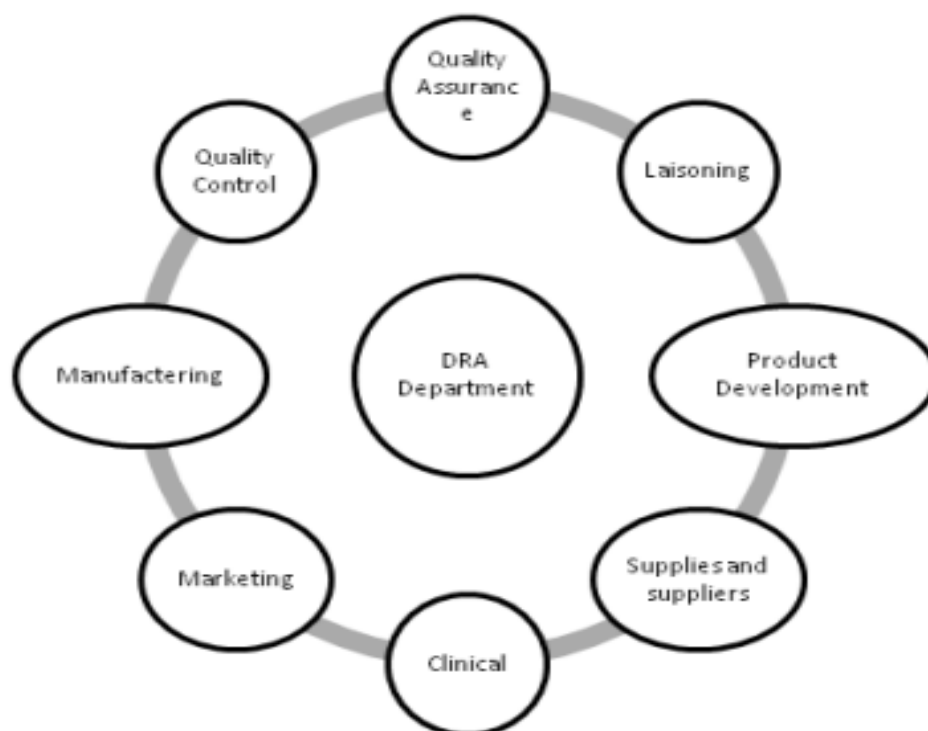 Quality
Assuranc
e
Quality
Control
Laisoning
Manufactering
DRA
Department
Product
Development
Marketing
Supplies and
suppliers
Clinical